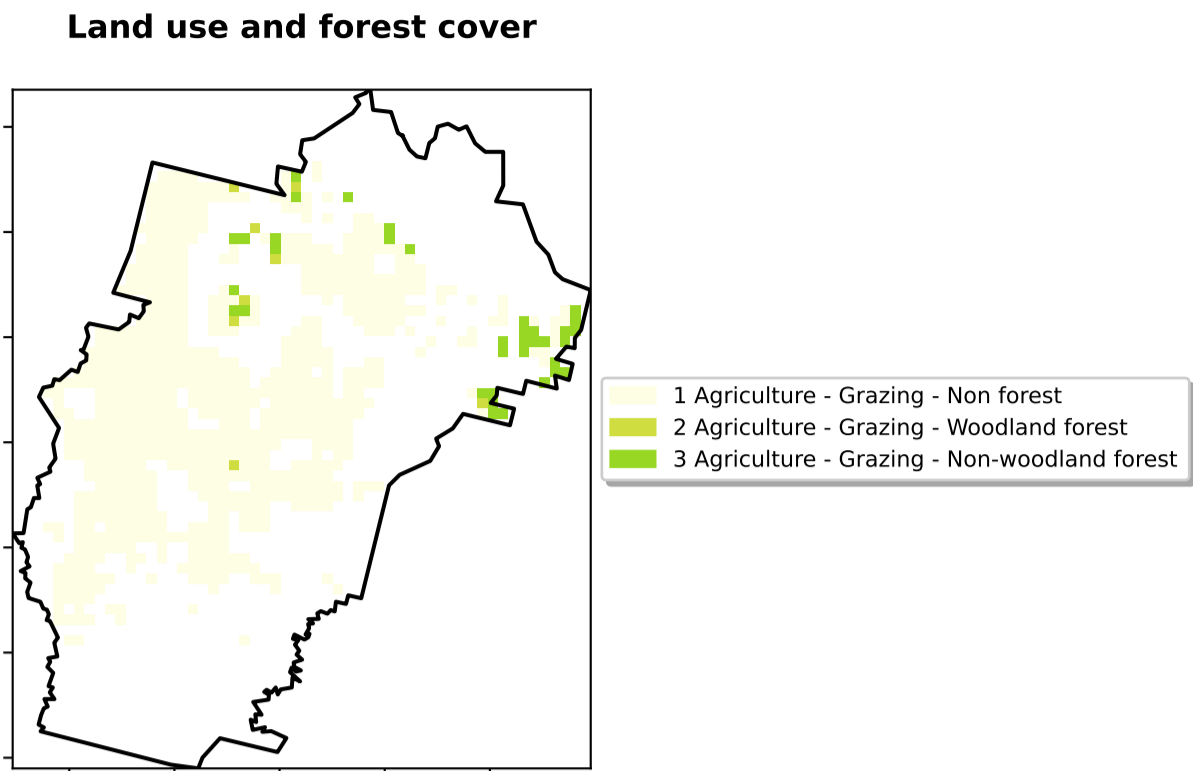 Land use and forest cover
1 Agriculture - Grazing - Non forest
2 Agriculture - Grazing - Woodland forest
3 Agriculture - Grazing - Non-woodland forest